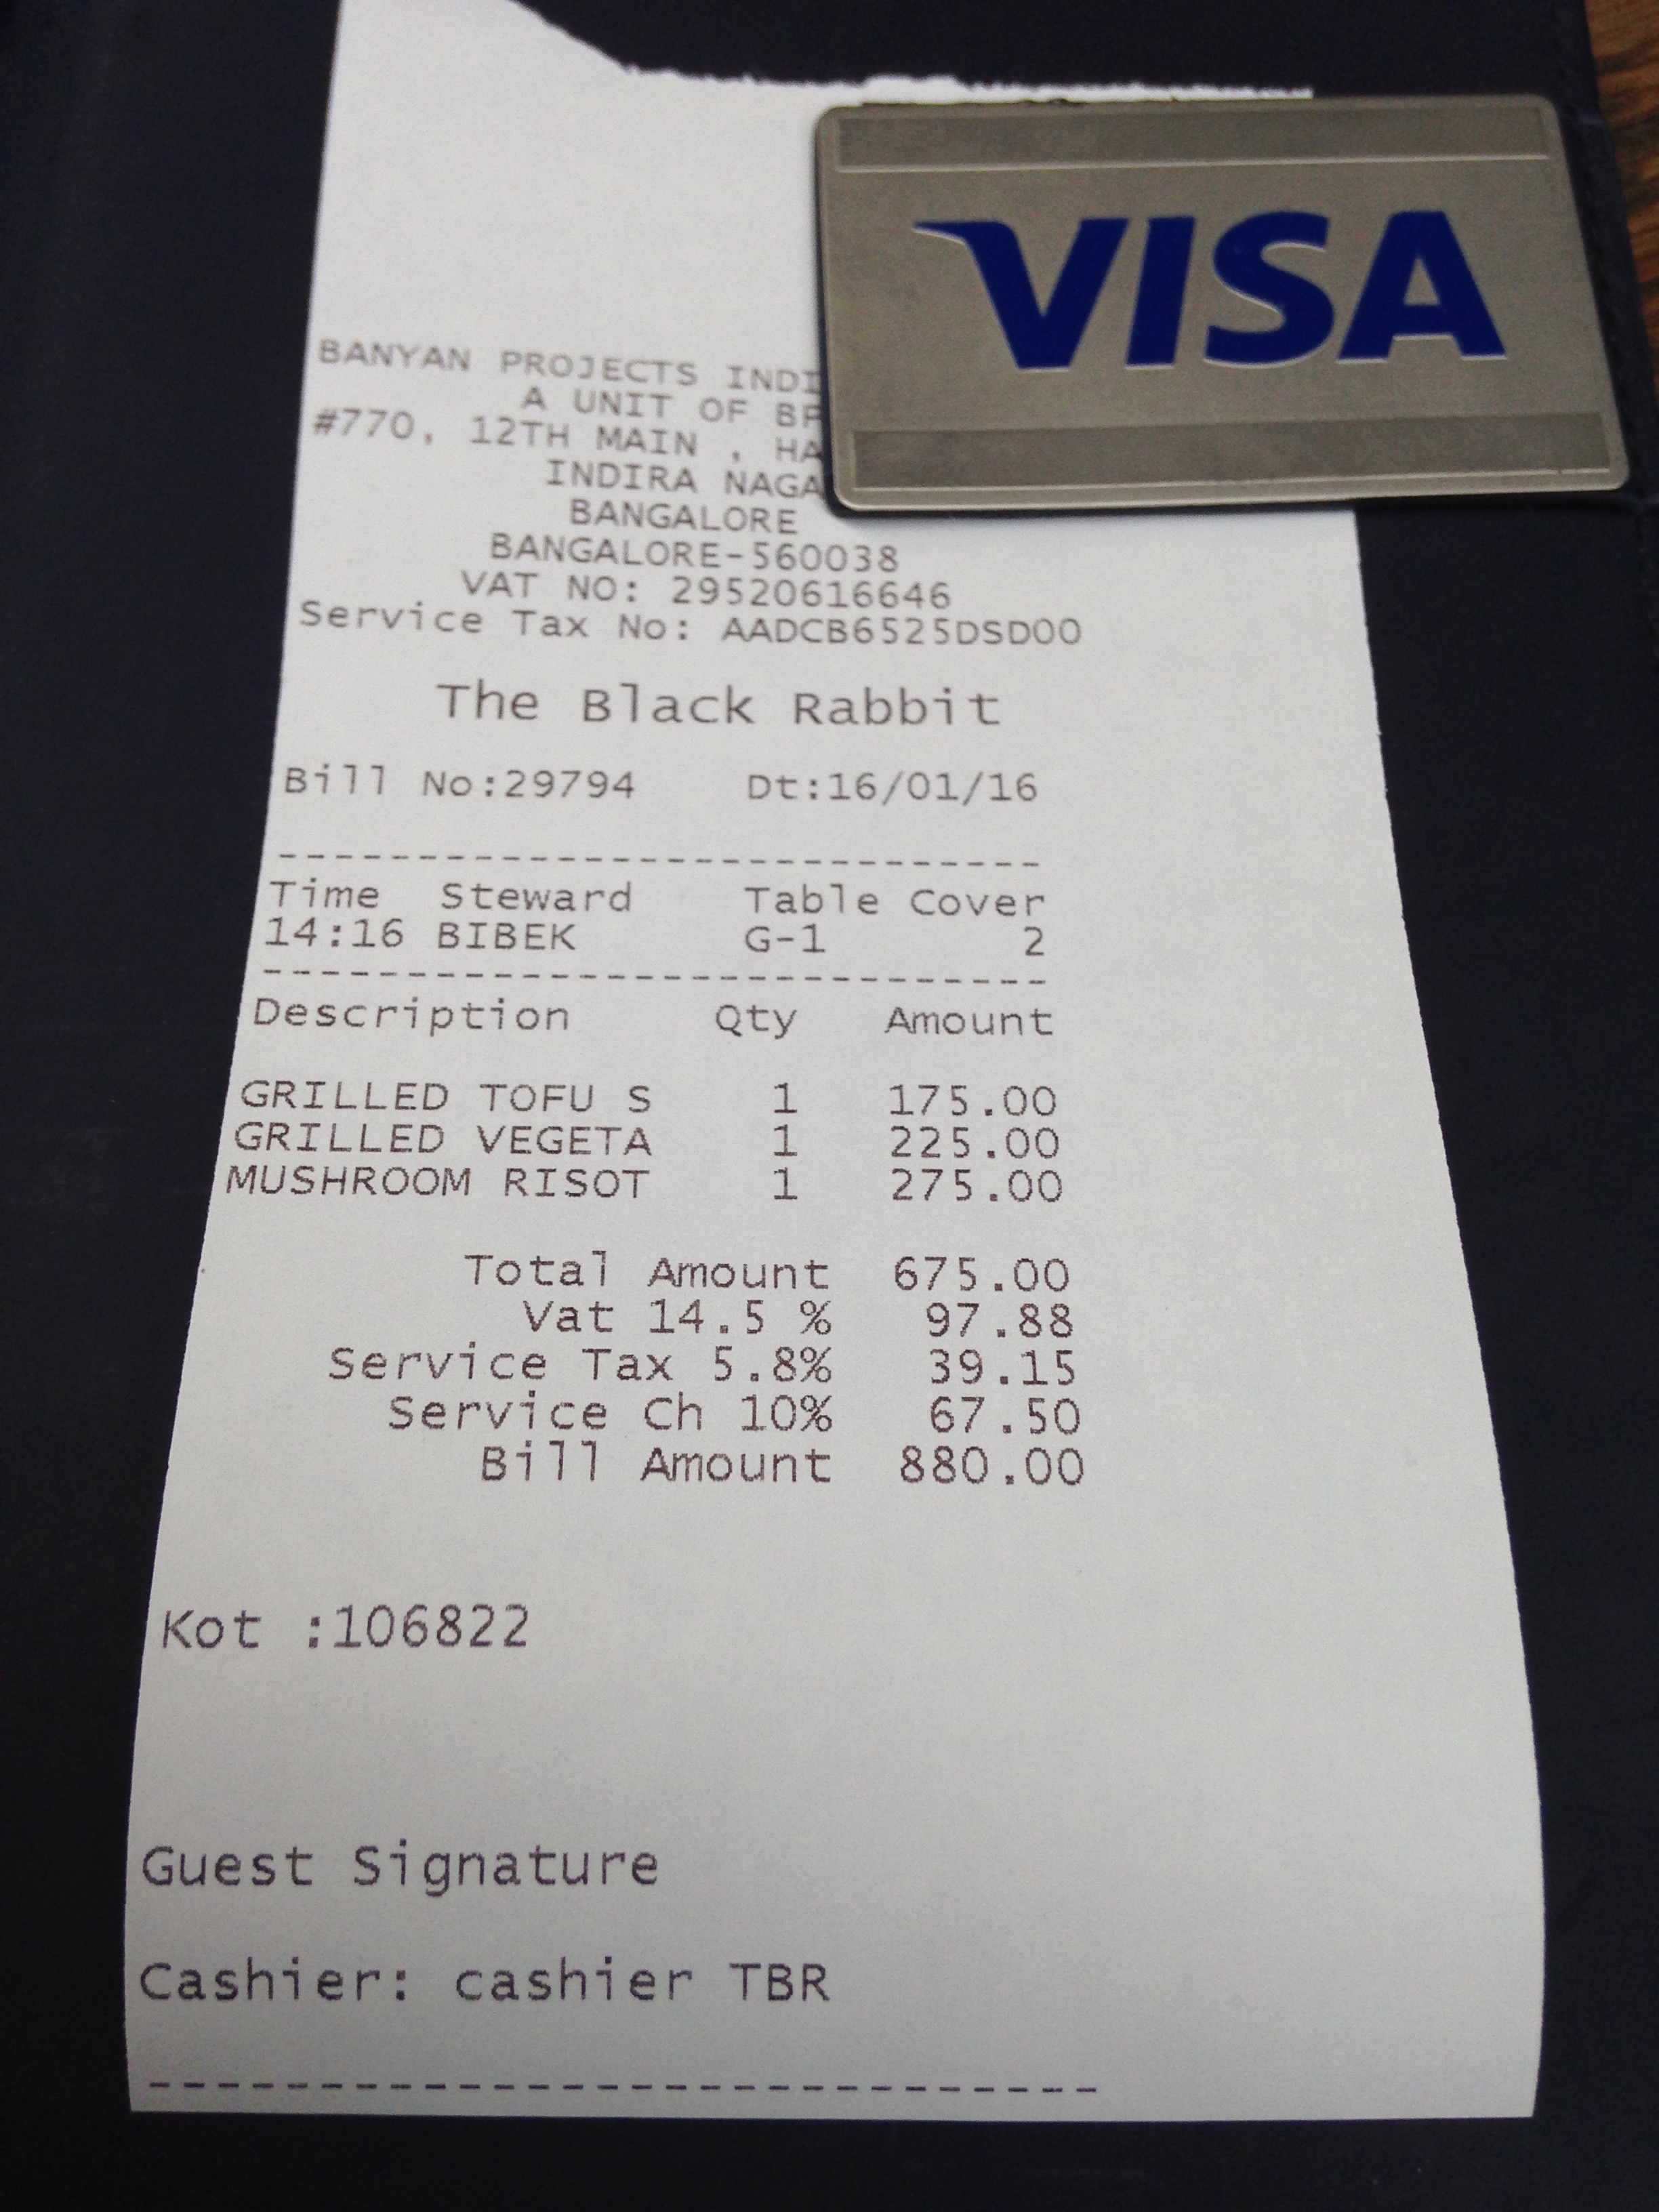 VISA
BANYAN PROJECTS
A UNIT OF
#770, 12TH MAIN ,
INDIRA
BANGALORE
BANGALORE-560038
VAT NO: 29520616646
Service Tax No: AADCB6525DSD00
The Black Rabbit
Bill No:29794 Dt:16/01/16
----------------------------
Time Steward Table Cover
14:16 BIBEK G-1 2
----------------------------
Description Qty Amount
GRILLED TOFU S 1 175.00
GRILLED VEGETA 1 225.00
MUSHROOM RISOT 1 275.00
Total Amount 675.00
Vat 14.5 % 97.88
Service Tax 5.8% 39.15
Service Ch 10% 67.50
Bill Amount 880.00
Kot :106822
Guest Signature
Cashier: cashier TBR
----------------------------